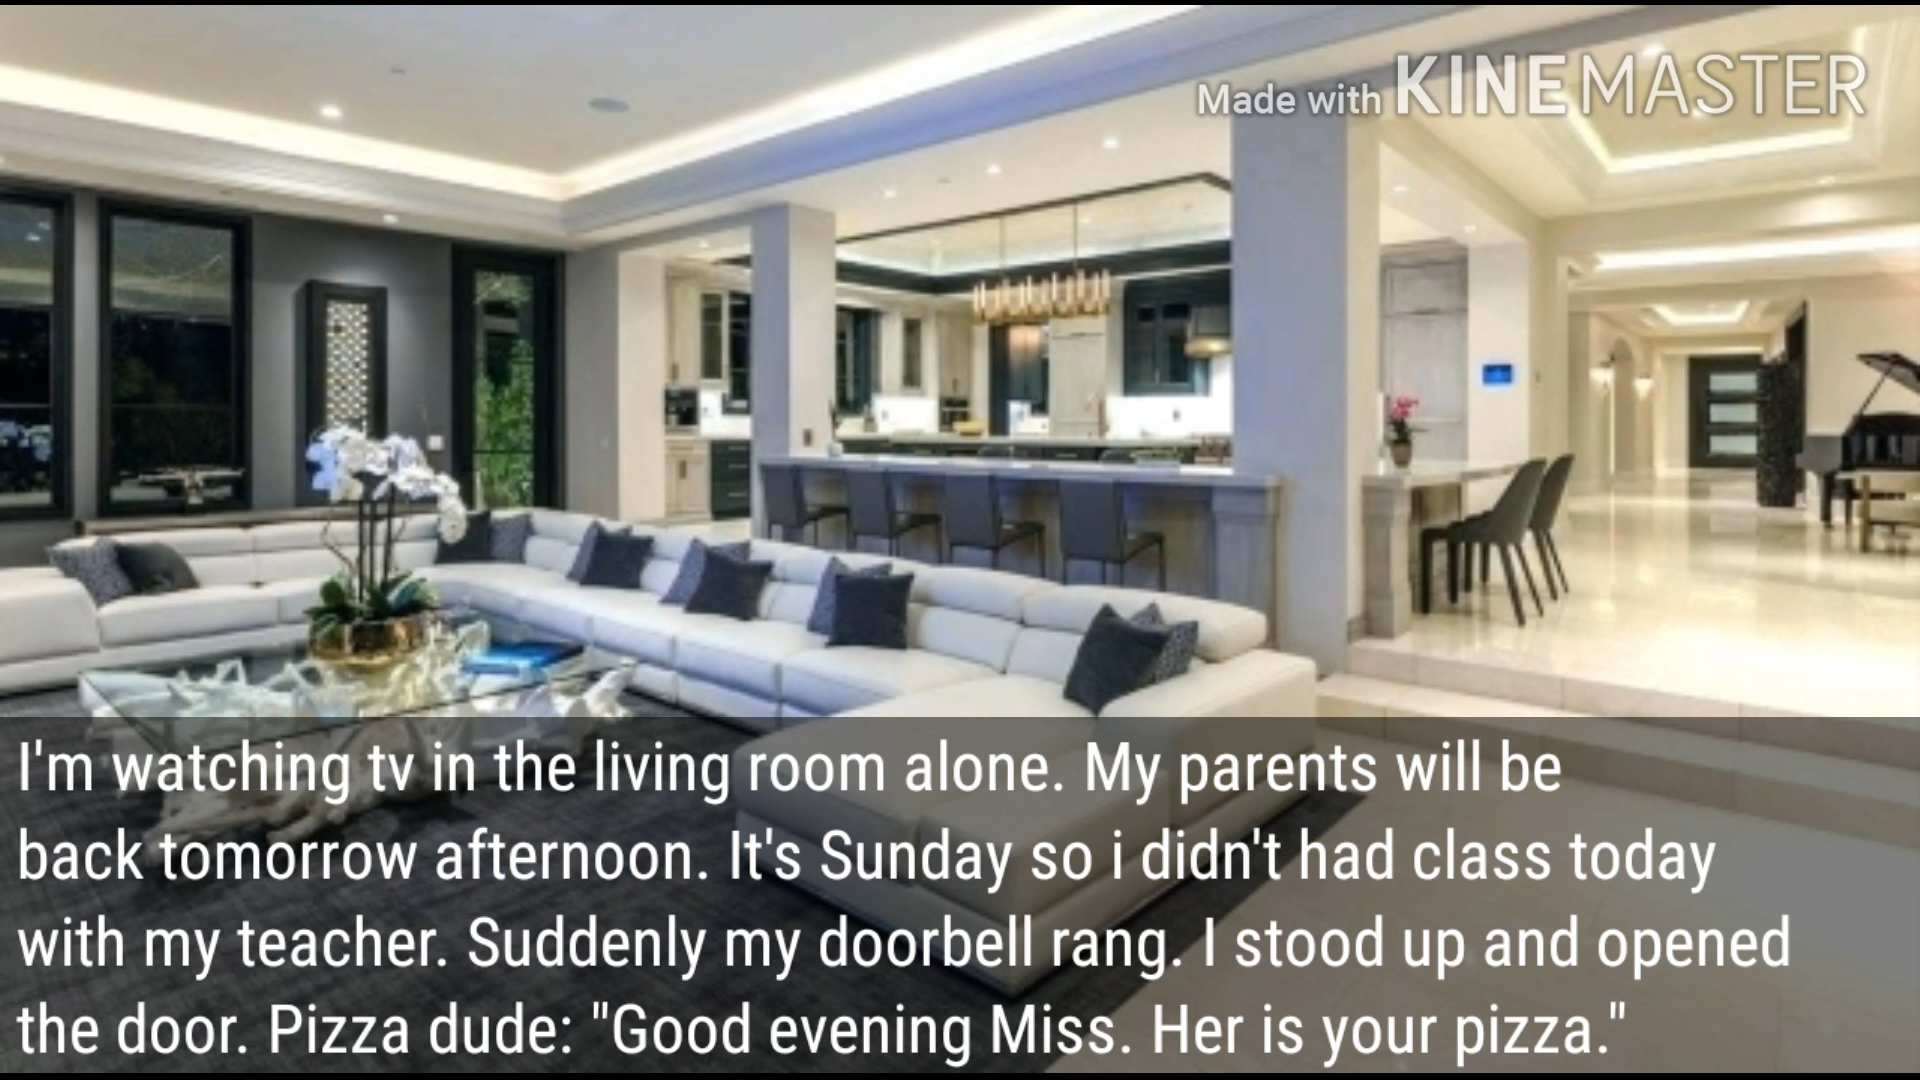 Made with KINEMASTER
I'm watching tv in the living room alone. My parents will be
back tomorrow afternoon. It's Sunday so i didn't had class today
with my teacher. Suddenly my doorbell rang. I stood up and opened
the door. Pizza dude: "Good evening Miss. Her is your pizza."